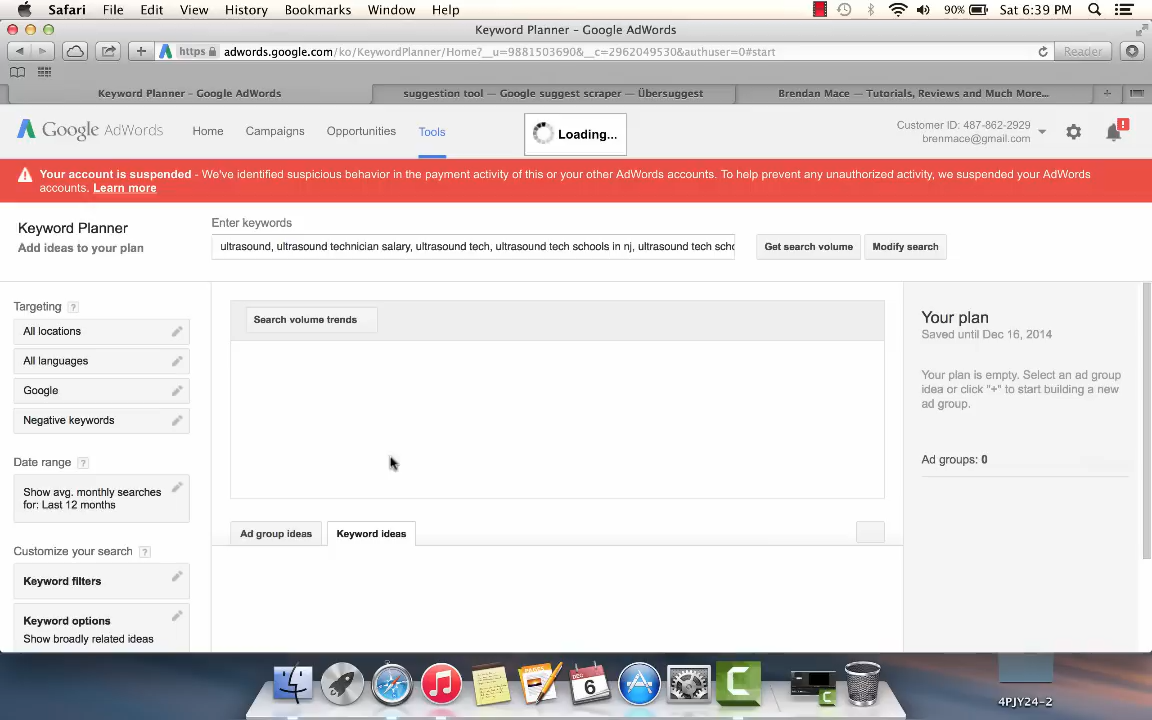 Safari File Edit View History Bookmarks Window Help 90% Sat 6:39 PM
Keyword Planner - Google AdWords
https adwords.google.com/ko/KeywordPlanner/Home?__u=9881503690&__c=2962049530&authuser=0#start Reader
Keyword Planner - Google AdWords suggestion tool — Google suggest scraper — Übersuggest Brendan Mace — Tutorials, Reviews and Much More...
Google AdWords Home Campaigns Opportunities Tools Loading... Customer ID: 487-862-2929
brenmace@gmail.com
Your account is suspended - We've identified suspicious behavior in the payment activity of this or your other AdWords accounts. To help prevent any unauthorized activity, we suspended your AdWords
accounts. Learn more
Keyword Planner
Add ideas to your plan
Enter keywords
ultrasound, ultrasound technician salary, ultrasound tech, ultrasound tech schools in nj, ultrasound tech scho
Get search volume Modify search
Targeting ?
All locations
All languages
Google
Negative keywords
Date range ?
Show avg. monthly searches
for: Last 12 months
Customize your search ?
Keyword filters
Keyword options
Show broadly related ideas
Search volume trends
Ad group ideas Keyword ideas
Your plan
Saved until Dec 16, 2014
Your plan is empty. Select an ad group
idea or click "+" to start building a new
ad group.
Ad groups: 0
DEC
6
4PJY24-2